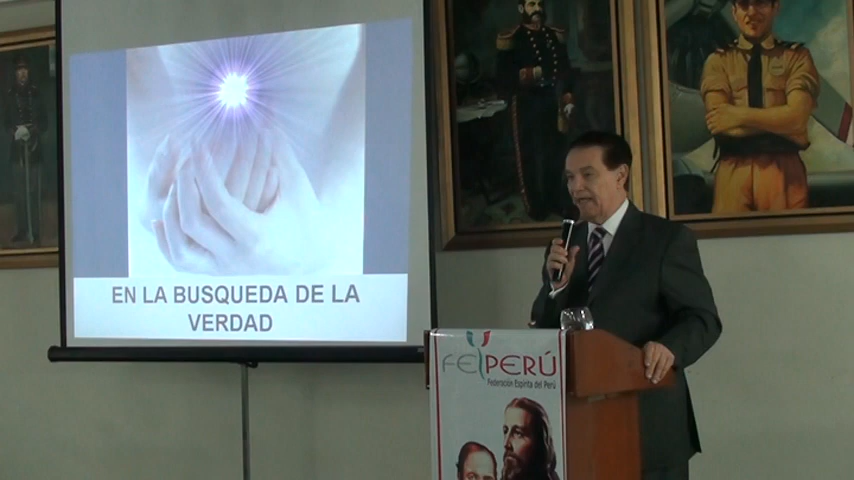 EN LA BUSQUEDA DE LA
VERDAD
FEPERÚ
Federación Espírita del Perú